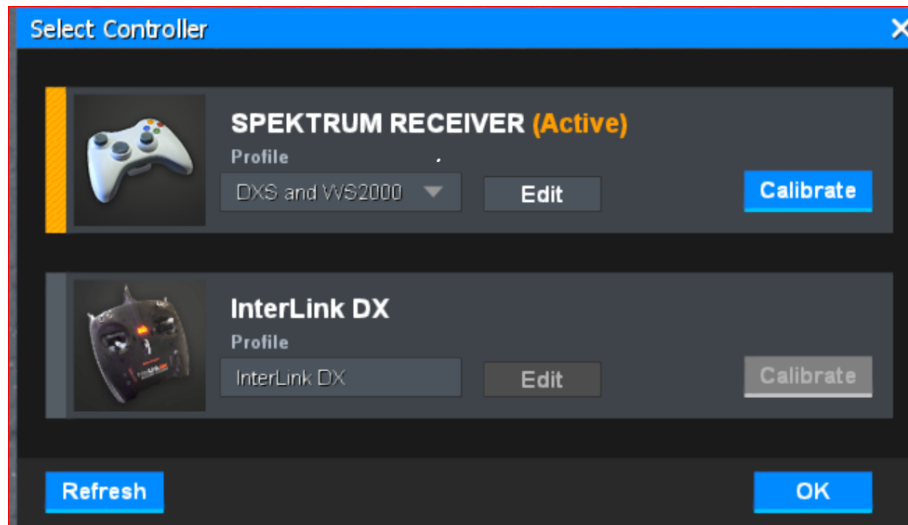 Select Controller
SPEKTRUM RECEIVER (Active)
Profile
DXS and WS2000
Edit
Calibrate
InterLink DX
Profile
InterLink DX
Edit
Calibrate
Refresh
OK